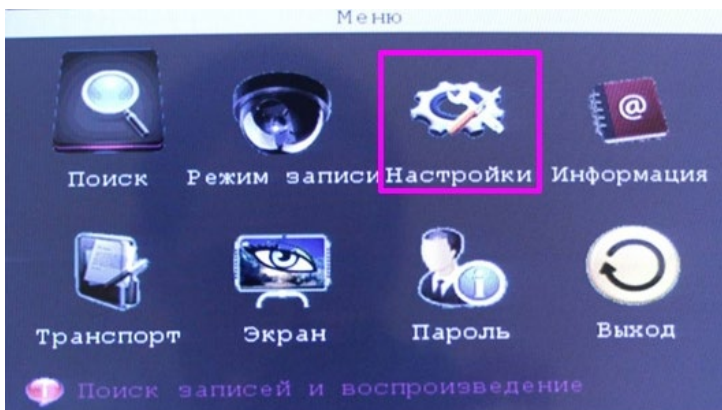 Меню
Поиск Режим записи Настройки Информация
@
Транспорт Экран Пароль Выход
Поиск записей и воспроизведение